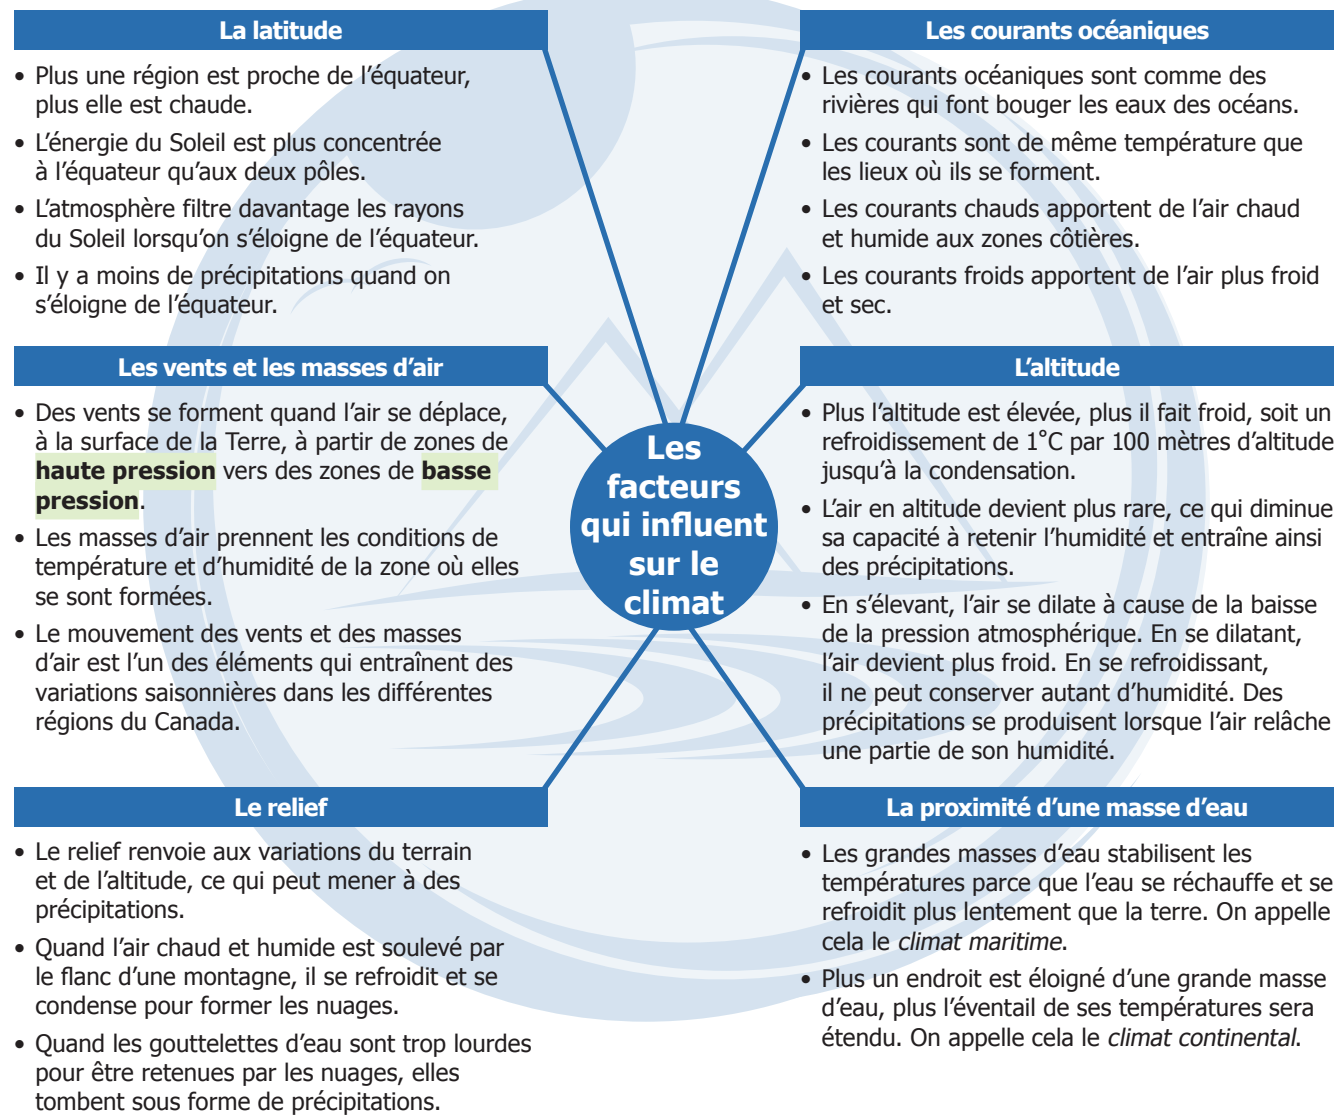 La latitude
• Plus une région est proche de l’équateur,
plus elle est chaude.
• L’énergie du Soleil est plus concentrée
à l’équateur qu’aux deux pôles.
• L’atmosphère filtre davantage les rayons
du Soleil lorsqu’on s’éloigne de l’équateur.
• Il y a moins de précipitations quand on
s’éloigne de l’équateur.
Les courants océaniques
• Les courants océaniques sont comme des
rivières qui font bouger les eaux des océans.
• Les courants sont de même température que
les lieux où ils se forment.
• Les courants chauds apportent de l’air chaud
et humide aux zones côtières.
• Les courants froids apportent de l’air plus froid
et sec.
Les vents et les masses d’air
• Des vents se forment quand l’air se déplace,
à la surface de la Terre, à partir de zones de
haute pression vers des zones de basse
pression.
• Les masses d’air prennent les conditions de
température et d’humidité de la zone où elles
se sont formées.
• Le mouvement des vents et des masses
d’air est l’un des éléments qui entraînent des
variations saisonnières dans les différentes
régions du Canada.
Les
facteurs
qui influent
sur le
climat
L’altitude
• Plus l’altitude est élevée, plus il fait froid, soit un
refroidissement de 1˚C par 100 mètres d’altitude
jusqu’à la condensation.
• L’air en altitude devient plus rare, ce qui diminue
sa capacité à retenir l’humidité et entraîne ainsi
des précipitations.
• En s’élevant, l’air se dilate à cause de la baisse
de la pression atmosphérique. En se dilatant,
l’air devient plus froid. En se refroidissant,
il ne peut conserver autant d’humidité. Des
précipitations se produisent lorsque l’air relâche
une partie de son humidité.
Le relief
• Le relief renvoie aux variations du terrain
et de l’altitude, ce qui peut mener à des
précipitations.
• Quand l’air chaud et humide est soulevé par
le flanc d’une montagne, il se refroidit et se
condense pour former les nuages.
• Quand les gouttelettes d’eau sont trop lourdes
pour être retenues par les nuages, elles
tombent sous forme de précipitations.
La proximité d’une masse d’eau
• Les grandes masses d’eau stabilisent les
températures parce que l’eau se réchauffe et se
refroidit plus lentement que la terre. On appelle
cela le climat maritime.
• Plus un endroit est éloigné d’une grande masse
d’eau, plus l’éventail de ses températures sera
étendu. On appelle cela le climat continental.